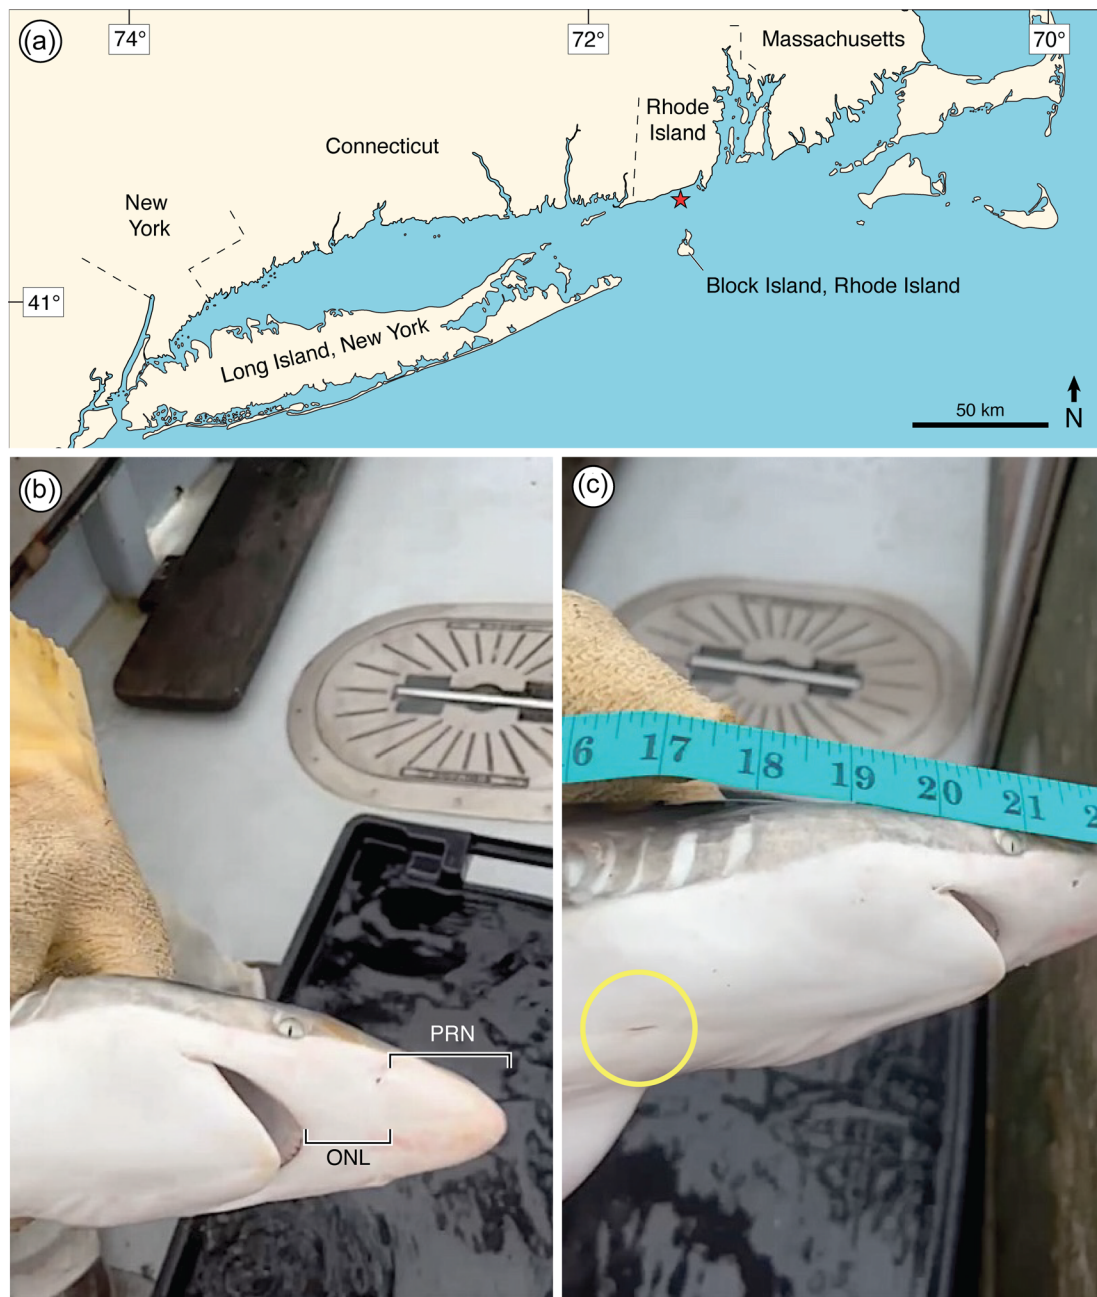 (a)
74°
72°
70°
Massachusetts
Rhode
Island
Connecticut
New
York
Block Island, Rhode Island
41°
Long Island, New York
50 km
N
(b)
PRN
ONL
(c)
6 17 18 19 20 21 2